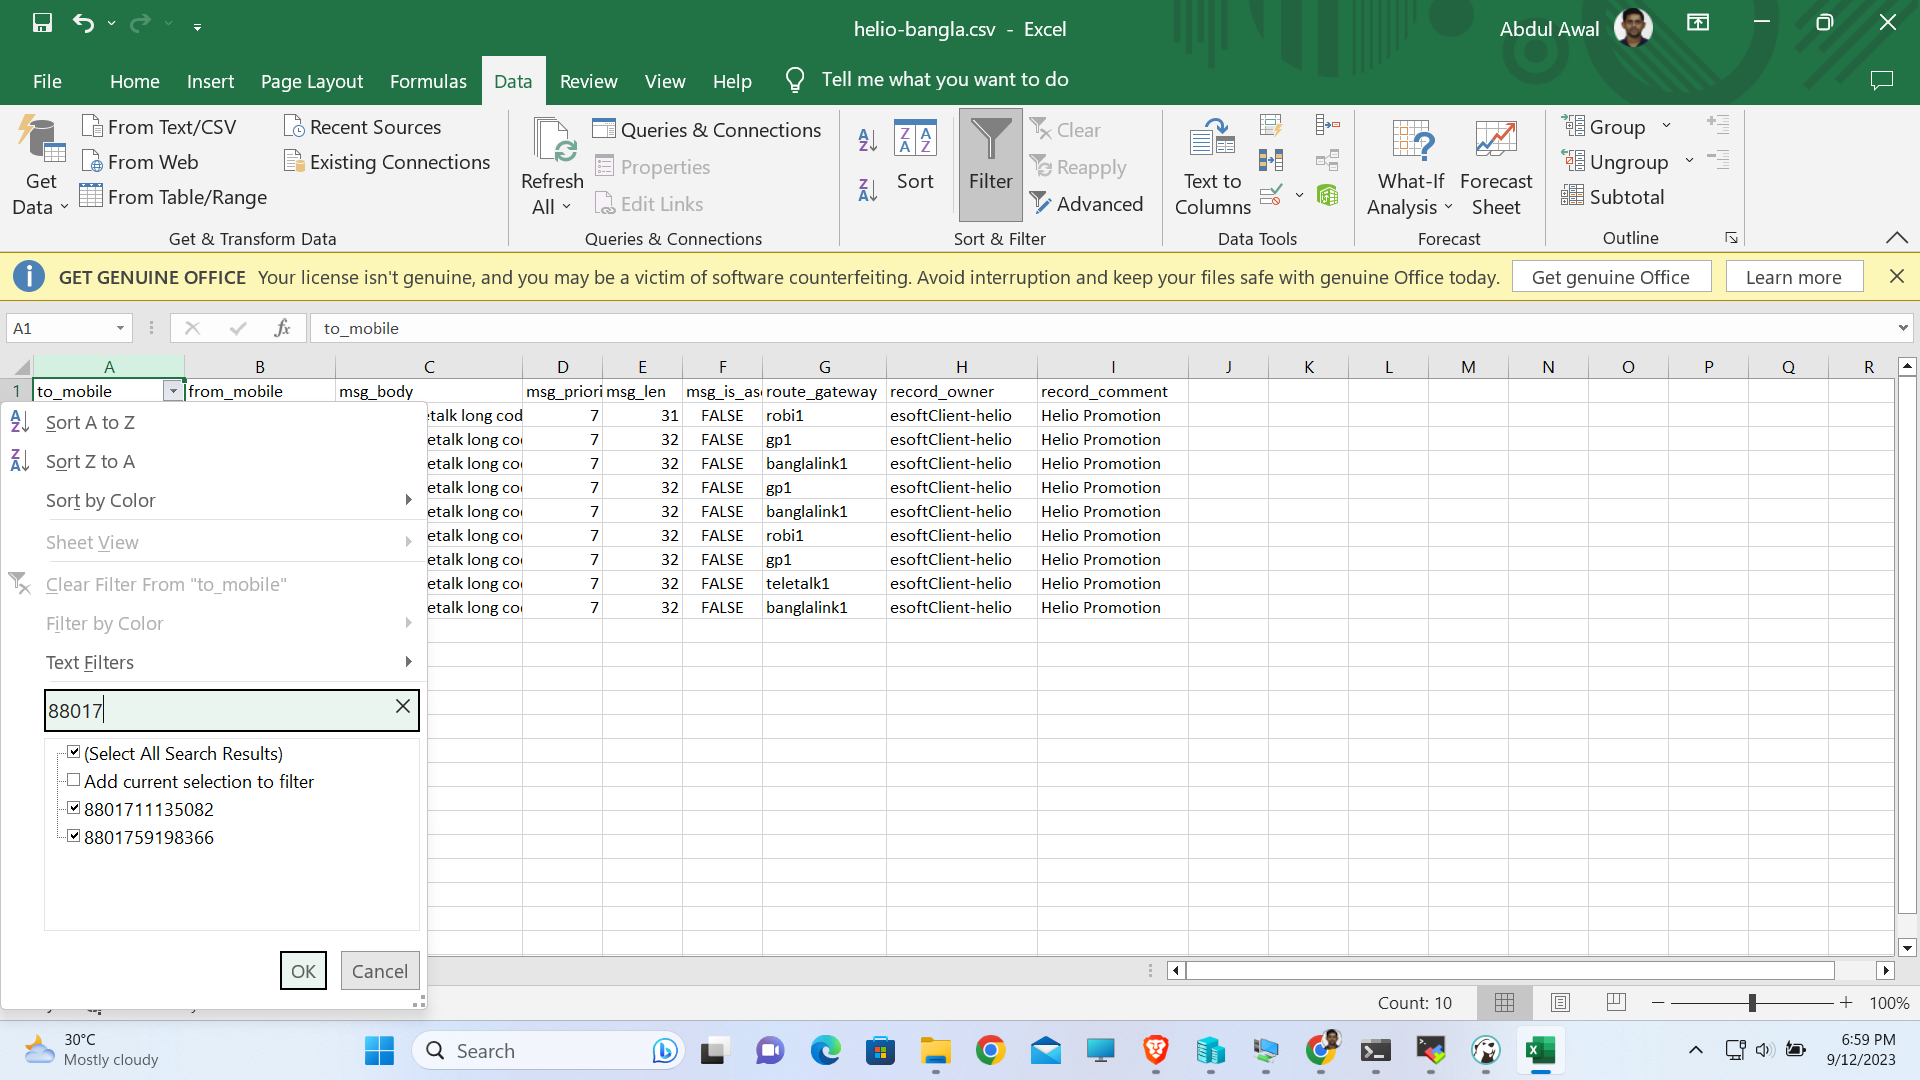 helio-bangla.csv - Excel
Abdul Awal
File Home Insert Page Layout Formulas Data Review View Help Tell me what you want to do
From Text/CSV
From Web
From Table/Range
Recent Sources
Existing Connections
Get Data
Get & Transform Data
Refresh All
Queries & Connections
Properties
Edit Links
Queries & Connections
Sort
Filter
Clear
Reapply
Advanced
Sort & Filter
Text to Columns
Data Tools
What-If Analysis
Forecast Sheet
Forecast
Group
Ungroup
Subtotal
Outline
GET GENUINE OFFICE Your license isn't genuine, and you may be a victim of software counterfeiting. Avoid interruption and keep your files safe with genuine Office today. Get genuine Office Learn more
A1 fx to_mobile
A B C D E F G H I J K L M N O P Q R
1 to_mobile from_mobile msg_body msg_priori msg_len msg_is_asc route_gateway record_owner record_comment
etalk long cod 7 31 FALSE robi1 esoftClient-helio Helio Promotion
etalk long co 7 32 FALSE gp1 esoftClient-helio Helio Promotion
etalk long co 7 32 FALSE banglalink1 esoftClient-helio Helio Promotion
etalk long co 7 32 FALSE gp1 esoftClient-helio Helio Promotion
etalk long co 7 32 FALSE banglalink1 esoftClient-helio Helio Promotion
etalk long co 7 32 FALSE robi1 esoftClient-helio Helio Promotion
etalk long co 7 32 FALSE gp1 esoftClient-helio Helio Promotion
etalk long co 7 32 FALSE teletalk1 esoftClient-helio Helio Promotion
etalk long co 7 32 FALSE banglalink1 esoftClient-helio Helio Promotion
Sort A to Z
Sort Z to A
Sort by Color
Sheet View
Clear Filter From "to_mobile"
Filter by Color
Text Filters
88017
(Select All Search Results)
Add current selection to filter
8801711135082
8801759198366
OK Cancel
Count: 10
100%
30°C
Mostly cloudy
Search
6:59 PM
9/12/2023